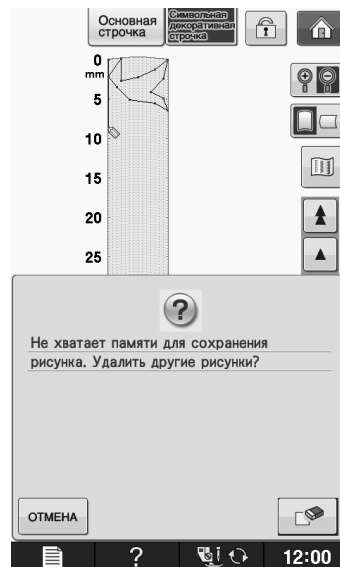 Основная
строчка
Символьная
декоративная
строчка
0
mm
5
10
15
20
25
?
Не хватает памяти для сохранения
рисунка. Удалить другие рисунки?
ОТМЕНА
?
12:00